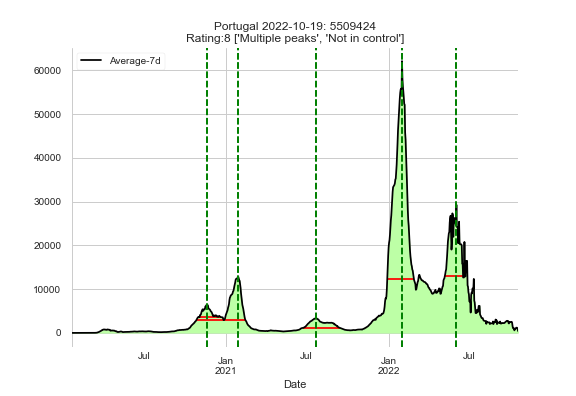 Portugal 2022-10-19: 5509424
Rating:8 ['Multiple peaks', 'Not in control']
Average-7d
60000
50000
40000
30000
20000
10000
0
Jul
Jan
2021
Jul
Jan
2022
Jul
Date